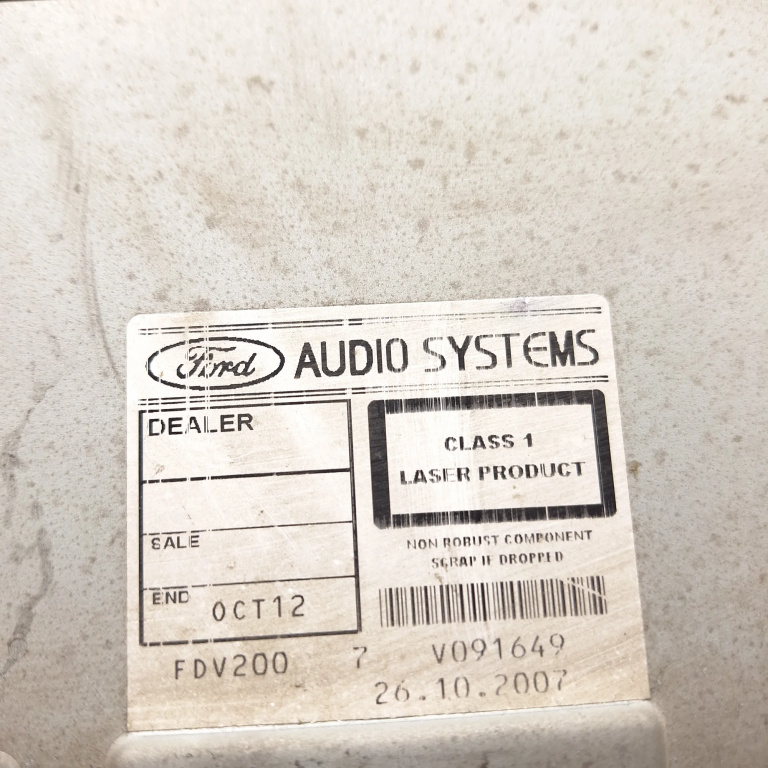 Ford AUDIO SYSTEMS
DEALER
CLASS 1
LASER PRODUCT
SALE
NON ROBUST COMPONENT
SCRAP IF DROPPED
END OCT12
FDV200 7 V091649
26.10.2007